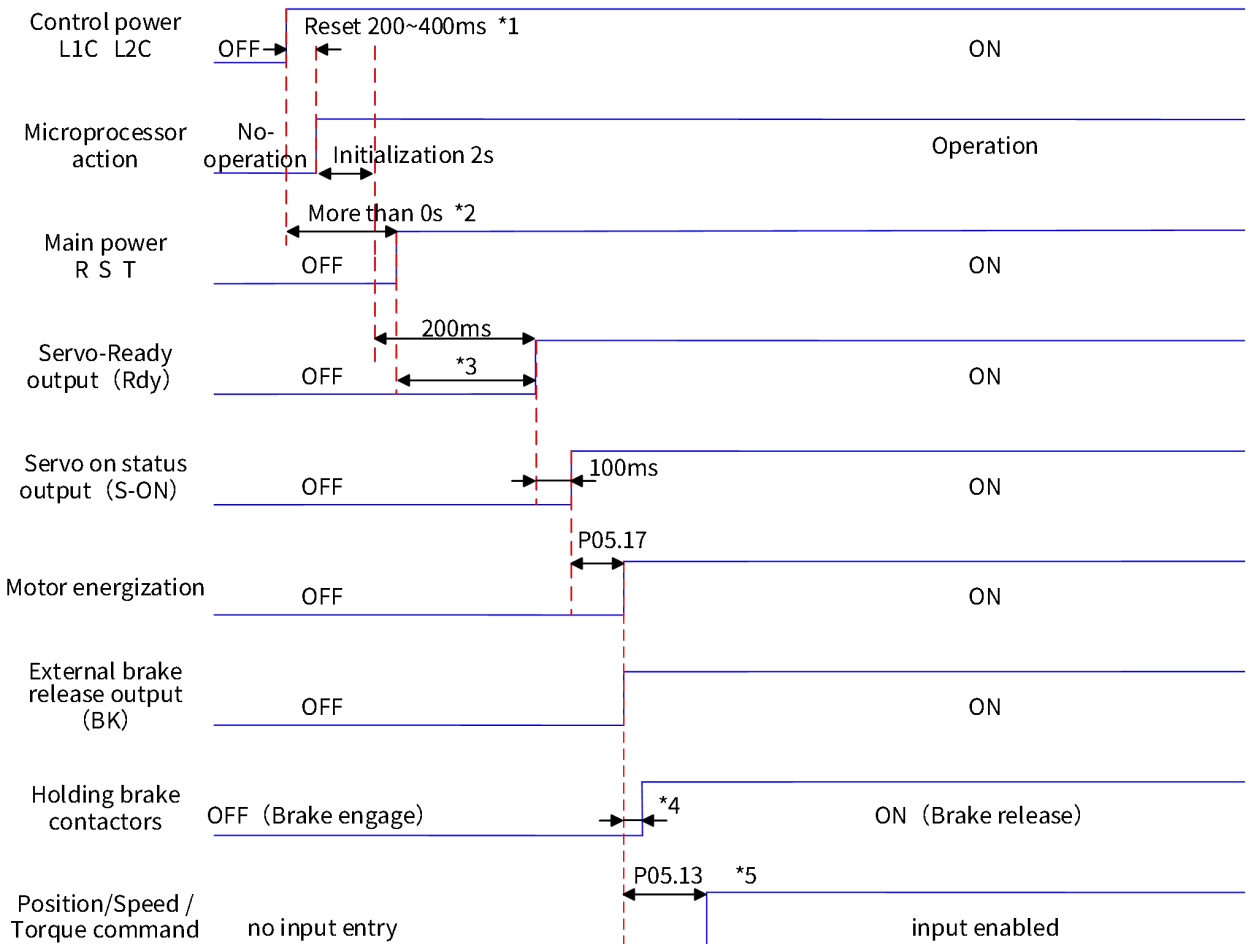 Control power
L1C L2C
OFF
Reset 200~400ms *1
ON
Microprocessor
action
No-
operation
Initialization 2s
Operation
More than 0s *2
Main power
R S T
OFF
ON
200ms
Servo-Ready
output（Rdy）
OFF
*3
ON
Servo on status
output（S-ON）
OFF
100ms
ON
P05.17
Motor energization
OFF
ON
External brake
release output
（BK）
OFF
ON
Holding brake
contactors
OFF（Brake engage）
*4
ON（Brake release）
P05.13 *5
Position/Speed /
Torque command
no input entry
input enabled